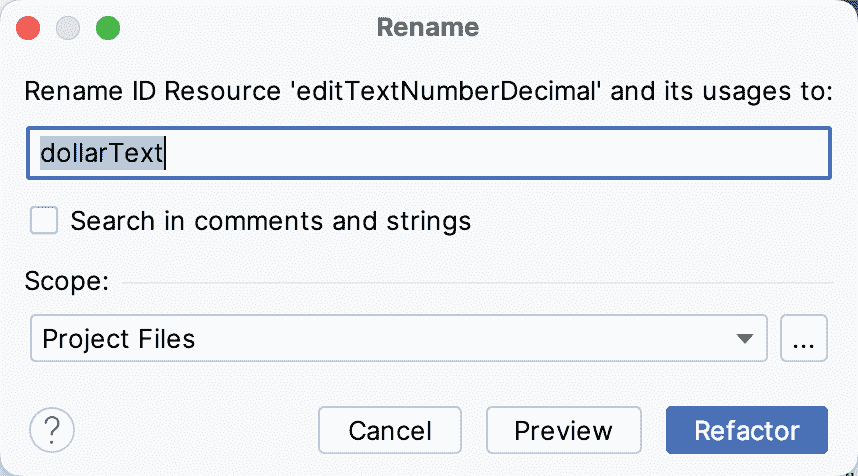 Rename
Rename ID Resource 'editTextNumberDecimal' and its usages to:
dollarText
Search in comments and strings
Scope:
Project Files
...
? Cancel Preview Refactor